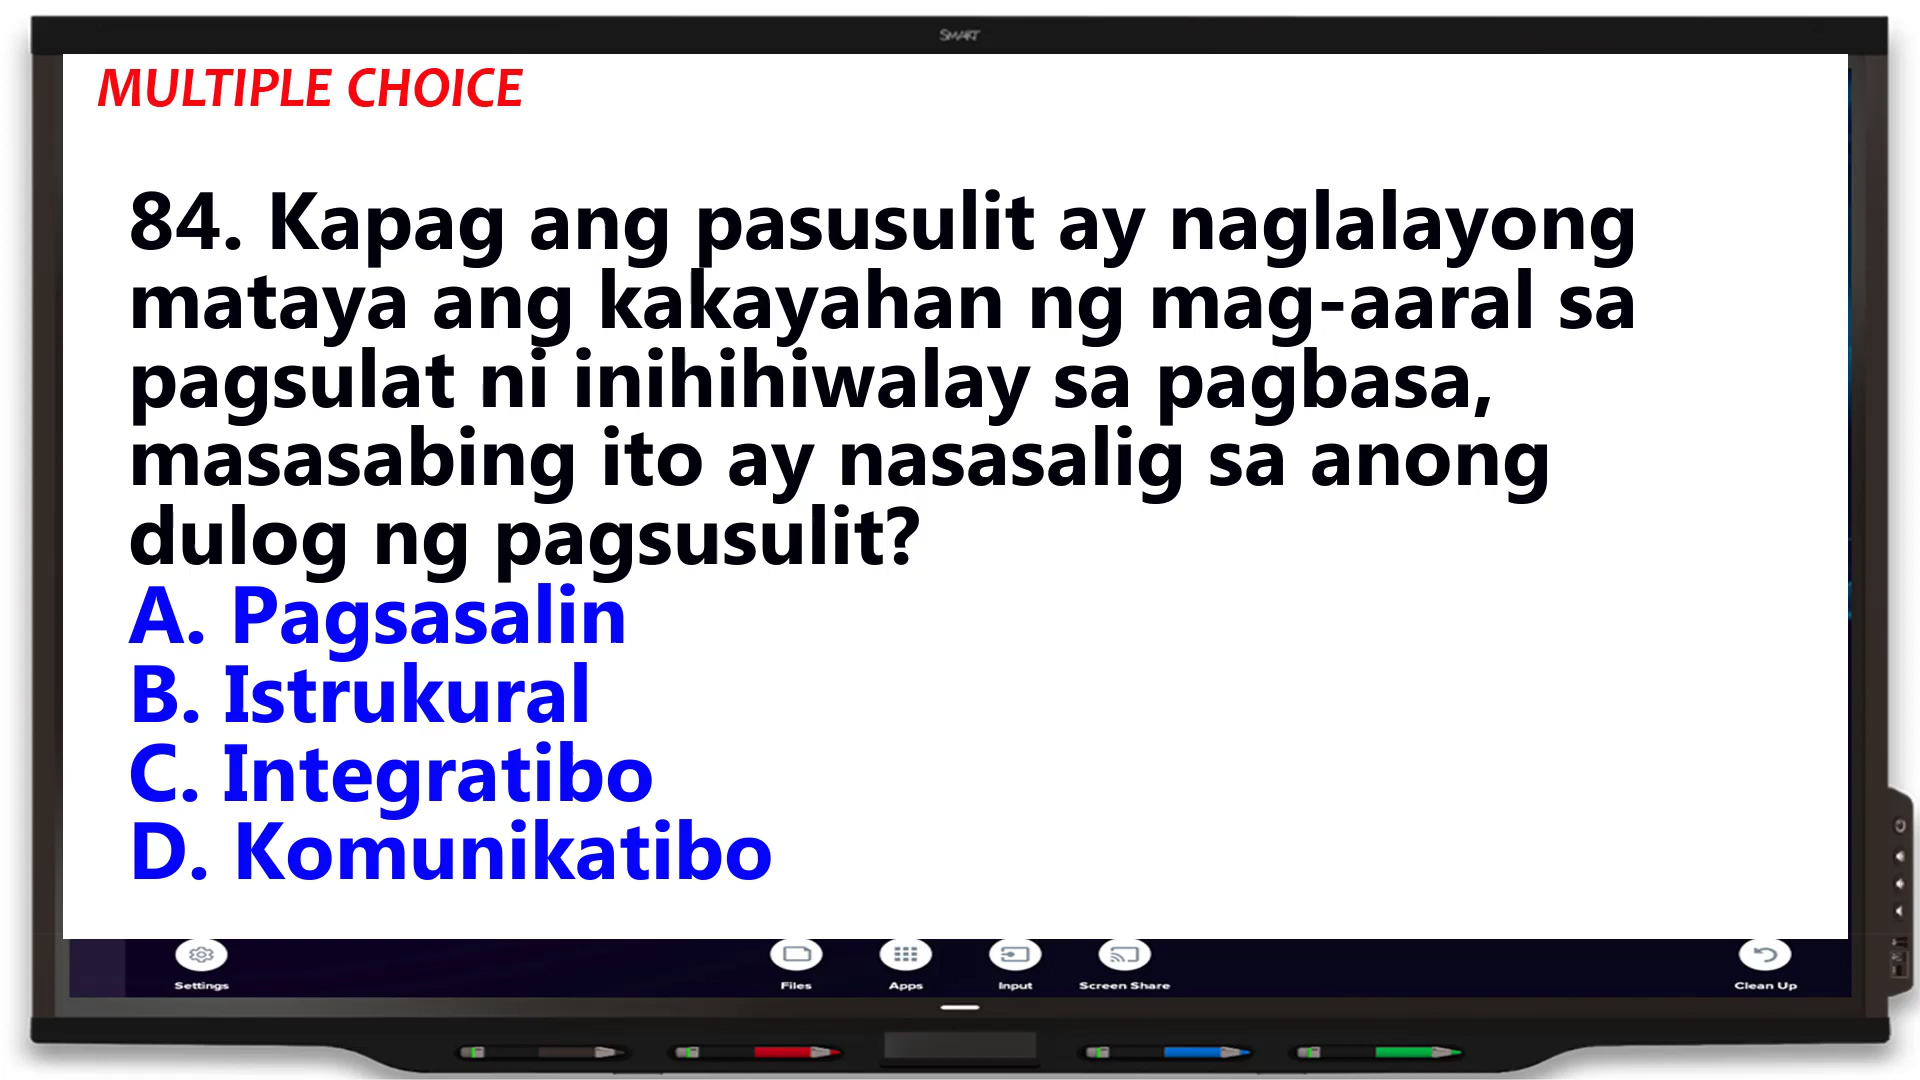 SMART
MULTIPLE CHOICE
84. Kapag ang pasusulit ay naglalayong
mataya ang kakayahan ng mag-aaral sa
pagsulat ni inihihiwalay sa pagbasa,
masasabing ito ay nasasalig sa anong
dulog ng pagsusulit?
A. Pagsasalin
B. Istrukural
C. Integratibo
D. Komunikatibo
Settings
Files
Apps
Input
Screen Share
Clean Up